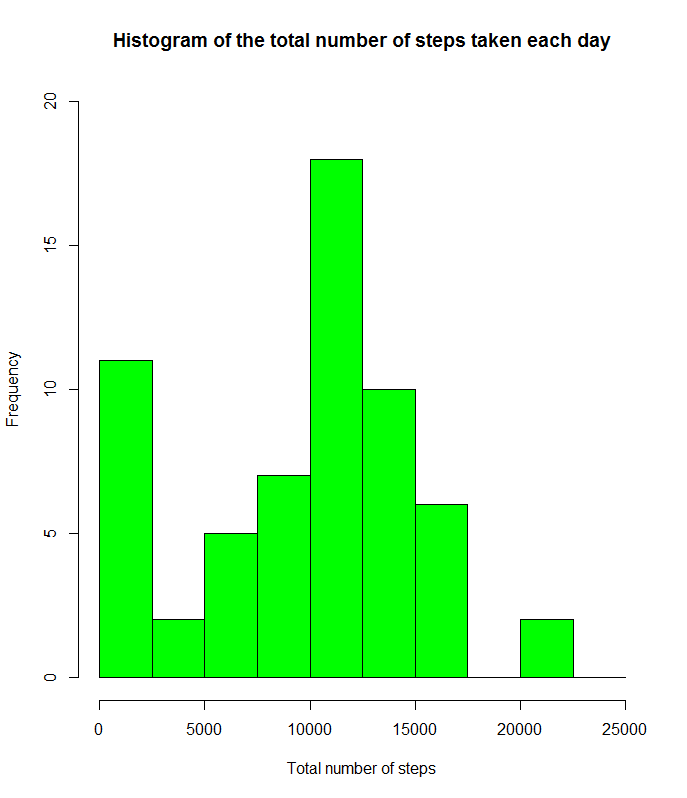 Histogram of the total number of steps taken each day
20
15
10
5
0
Frequency
0 5000 10000 15000 20000 25000
Total number of steps